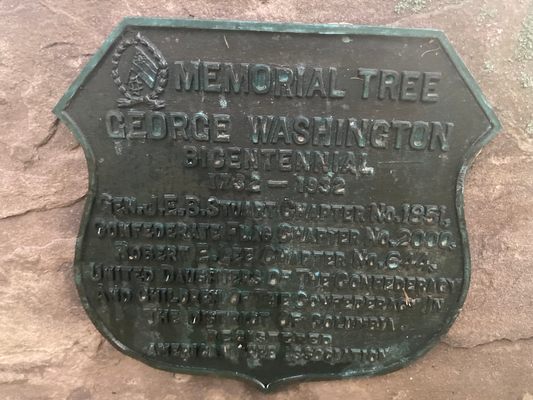 MEMORIAL TREE
GEORGE WASHINGTON
BICENTENNIAL
1732 — 1932
GEN. J. E. B. STUART CHAPTER NO. 1851.
CONFEDERATE FLAG CHAPTER NO. 2000.
ROBERT E. LEE CHAPTER NO. 644.
UNITED DAUGHTERS OF THE CONFEDERACY
AND CHILDREN OF THE CONFEDERACY IN
THE DISTRICT OF COLUMBIA
REGISTERED
AMERICAN TREE ASSOCIATION